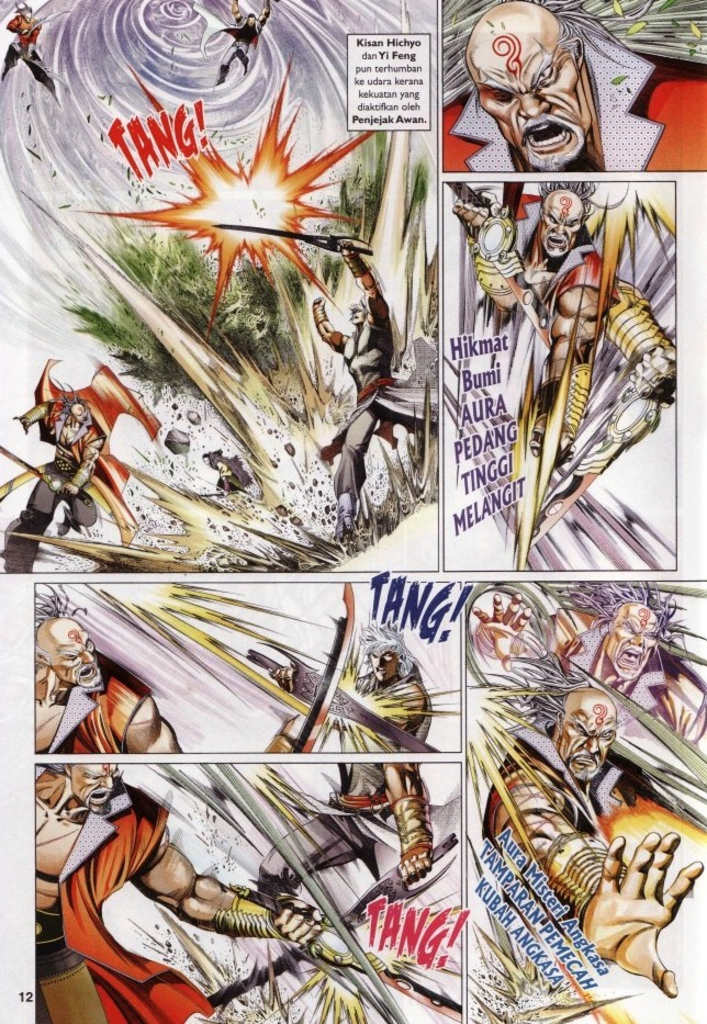 Kisan Hichyo
dan Yi Feng
pun terhumban
ke udara kerana
kekuatan yang
diaktifkan oleh
Penjejak Awan.
TANG!
Hikmat
Bumi
AURA
PEDANG
TINGGI
MELANGIT
TANG!
TANG!
Aura Misteri Angkasa
TAMPARAN PEMECAH
KUBAH ANGKASA
12